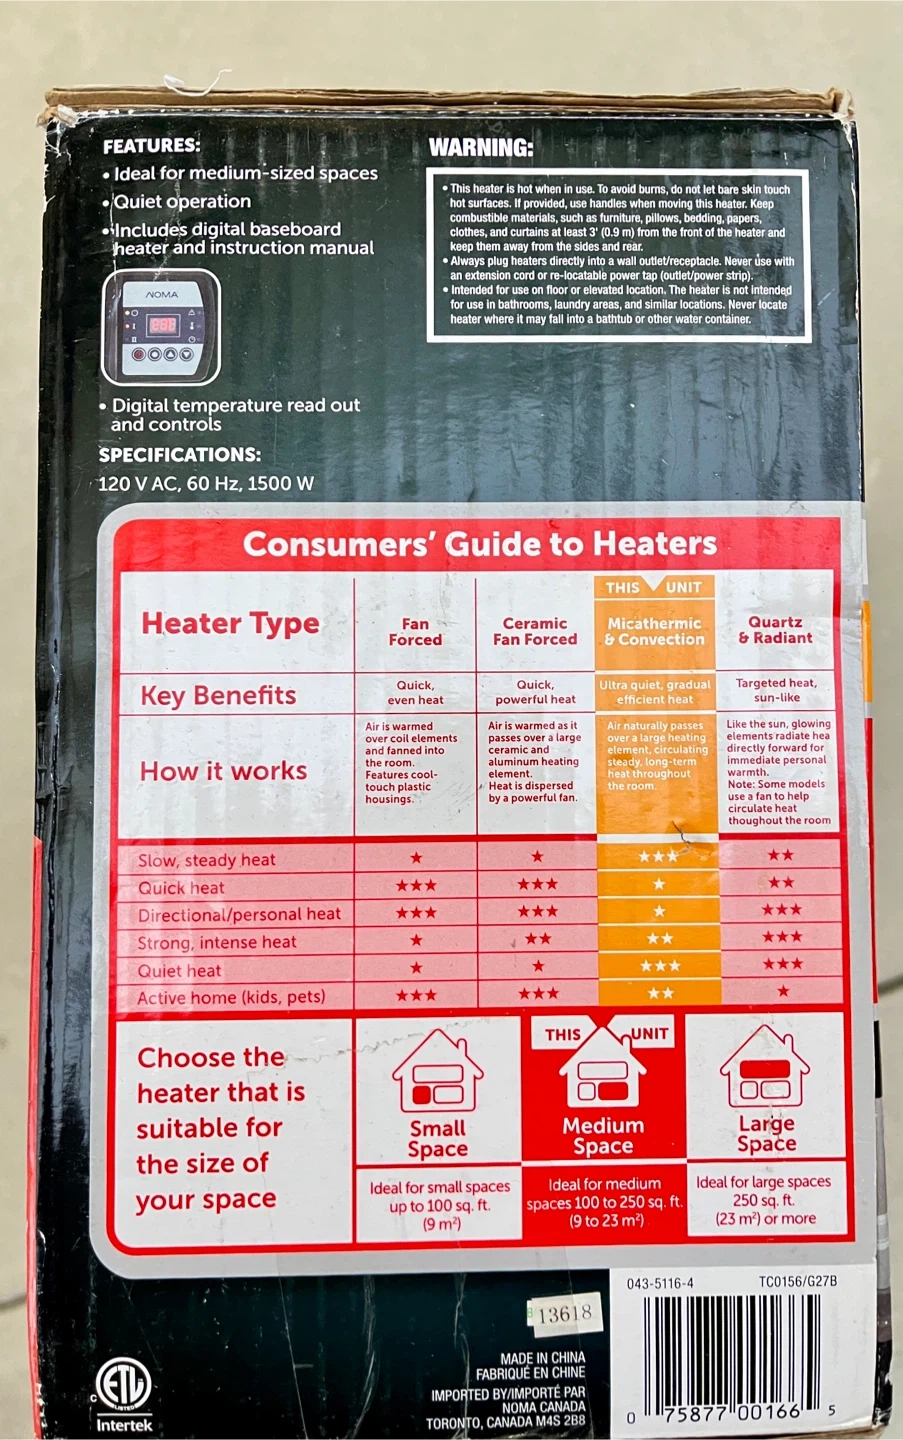 FEATURES:
• Ideal for medium-sized spaces
• Quiet operation
• Includes digital baseboard
heater and instruction manual
NOMA
• Digital temperature read out
and controls
SPECIFICATIONS:
120 V AC, 60 Hz, 1500 W
WARNING:
• This heater is hot when in use. To avoid burns, do not let bare skin touch
hot surfaces. If provided, use handles when moving this heater. Keep
combustible materials, such as furniture, pillows, bedding, papers,
clothes, and curtains at least 3' (0.9 m) from the front of the heater and
keep them away from the sides and rear.
• Always plug heaters directly into a wall outlet/receptacle. Never use with
an extension cord or re-locatable power tap (outlet/power strip).
• Intended for use on floor or elevated location. The heater is not intended
for use in bathrooms, laundry areas, and similar locations. Never locate
heater where it may fall into a bathtub or other water container.
Consumers' Guide to Heaters
THIS UNIT
Heater Type
Fan
Forced
Ceramic
Fan Forced
Micathermic
& Convection
Quartz
& Radiant
Key Benefits
Quick,
even heat
Quick,
powerful heat
Ultra quiet, gradual
efficient heat
Targeted heat,
sun-like
How it works
Air is warmed
over coil elements
and fanned into
the room.
Features cool-
touch plastic
housings.
Air is warmed as it
passes over a large
ceramic and
aluminum heating
element.
Heat is dispersed
by a powerful fan.
Air naturally passes
over a large heating
element, circulating
steady, long-term
heat throughout
the room.
Like the sun, glowing
elements radiate hea
directly forward for
immediate personal
warmth.
Note: Some models
use a fan to help
circulate heat
thoughout the room
Slow, steady heat ★ ★ ★★★ ★★
Quick heat ★★★ ★★★ ★ ★★
Directional/personal heat ★★★ ★★★ ★ ★★★
Strong, intense heat ★ ★★ ★★ ★★★
Quiet heat ★ ★ ★★★ ★★★
Active home (kids, pets) ★★★ ★★★ ★★ ★
Choose the
heater that is
suitable for
the size of
your space
Small
Space
Ideal for small spaces
up to 100 sq. ft.
(9 m²)
THIS UNIT
Medium
Space
Ideal for medium
spaces 100 to 250 sq. ft.
(9 to 23 m²)
Large
Space
Ideal for large spaces
250 sq. ft.
(23 m²) or more
043-5116-4 TC0156/G27B
13618
MADE IN CHINA
FABRIQUÉ EN CHINE
IMPORTED BY/IMPORTÉ PAR
NOMA CANADA
TORONTO, CANADA M4S 2B8
C ETL LISTED
Intertek
0 75877 00166 5